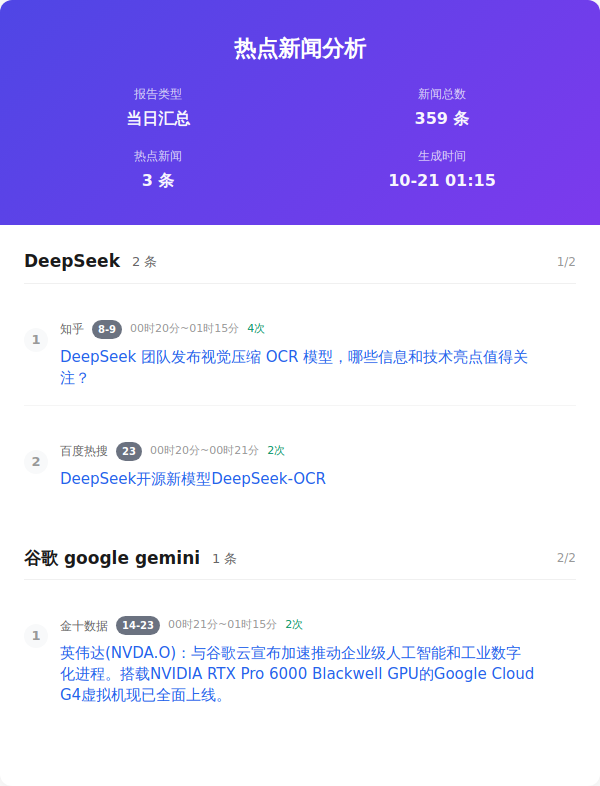 热点新闻分析
报告类型
新闻总数
当日汇总
359 条
热点新闻
生成时间
3 条
10-21 01:15
DeepSeek 2 条 1/2
1 知乎 8-9 00时20分~01时15分 4次
DeepSeek 团队发布视觉压缩 OCR 模型，哪些信息和技术亮点值得关
注？
2 百度热搜 23 00时20分~00时21分 2次
DeepSeek开源新模型DeepSeek-OCR
谷歌 google gemini 1 条 2/2
1 金十数据 14-23 00时21分~01时15分 2次
英伟达(NVDA.O)：与谷歌云宣布加速推动企业级人工智能和工业数字
化进程。搭载NVIDIA RTX Pro 6000 Blackwell GPU的Google Cloud
G4虚拟机现已全面上线。